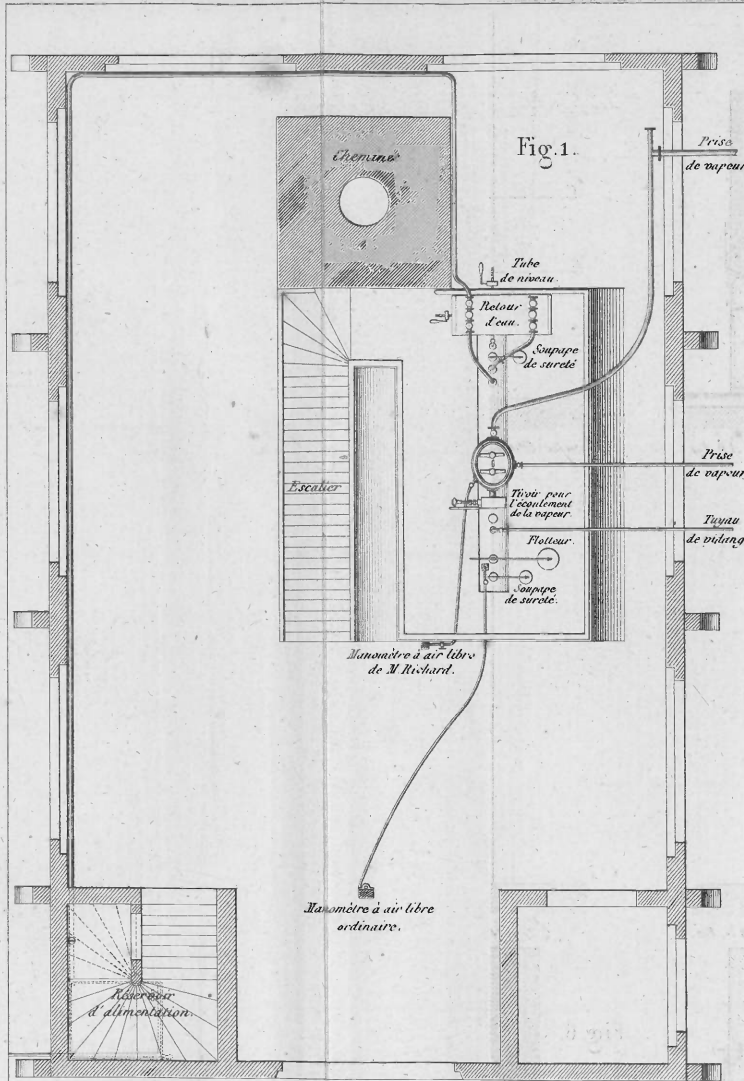 Fig.1.
Cheminé
Prise
de vapeur
Tube
de niveau.
Retour
d'eau.
Soupape
de sureté
Escalier
Prise
de vapeur
Tiroir pour
l'écoulement
de la vapeur.
Tuyau
de vidang
Flotteur.
Soupape
de sureté.
Manomètre à air libre
de M. Richard.
Manomètre à air libre
ordinaire.
Réservoir
d'alimentation.